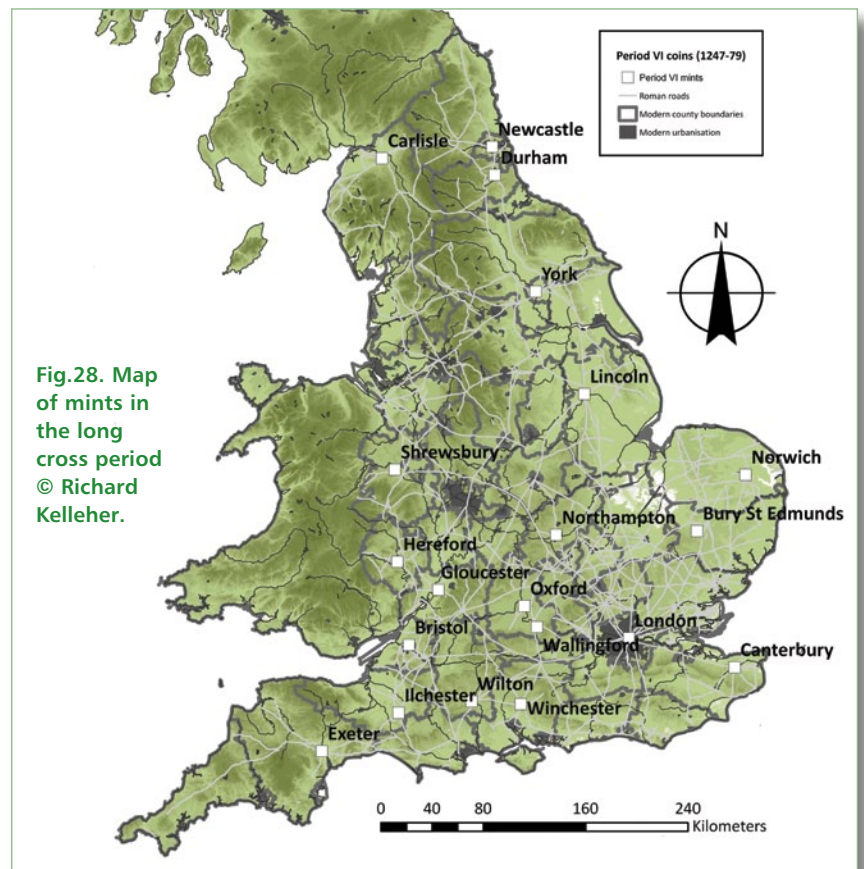 Period VI coins (1247-79)
Period VI mints
Roman roads
Modern county boundaries
Modern urbanisation
Newcastle
Carlisle
Durham
N
York
Fig.28. Map
of mints in
the long
cross period
© Richard
Kelleher.
Lincoln
Shrewsbury
Norwich
Northampton
Bury St Edmunds
Hereford
Gloucester
Oxford
Bristol
London
Wallingford
Canterbury
Ilchester
Wilton
Winchester
Exeter
0 40 80 160 240
Kilometers